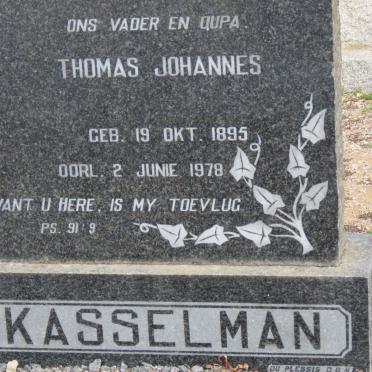 ONS VADER EN OUPA.
THOMAS JOHANNES
GEB. 19 OKT. 1895
OORL. 2 JUNIE 1978
WANT U HERE, IS MY TOEVLUG
PS. 91:9
KASSELMAN
DU PLESSIS D.D.N.